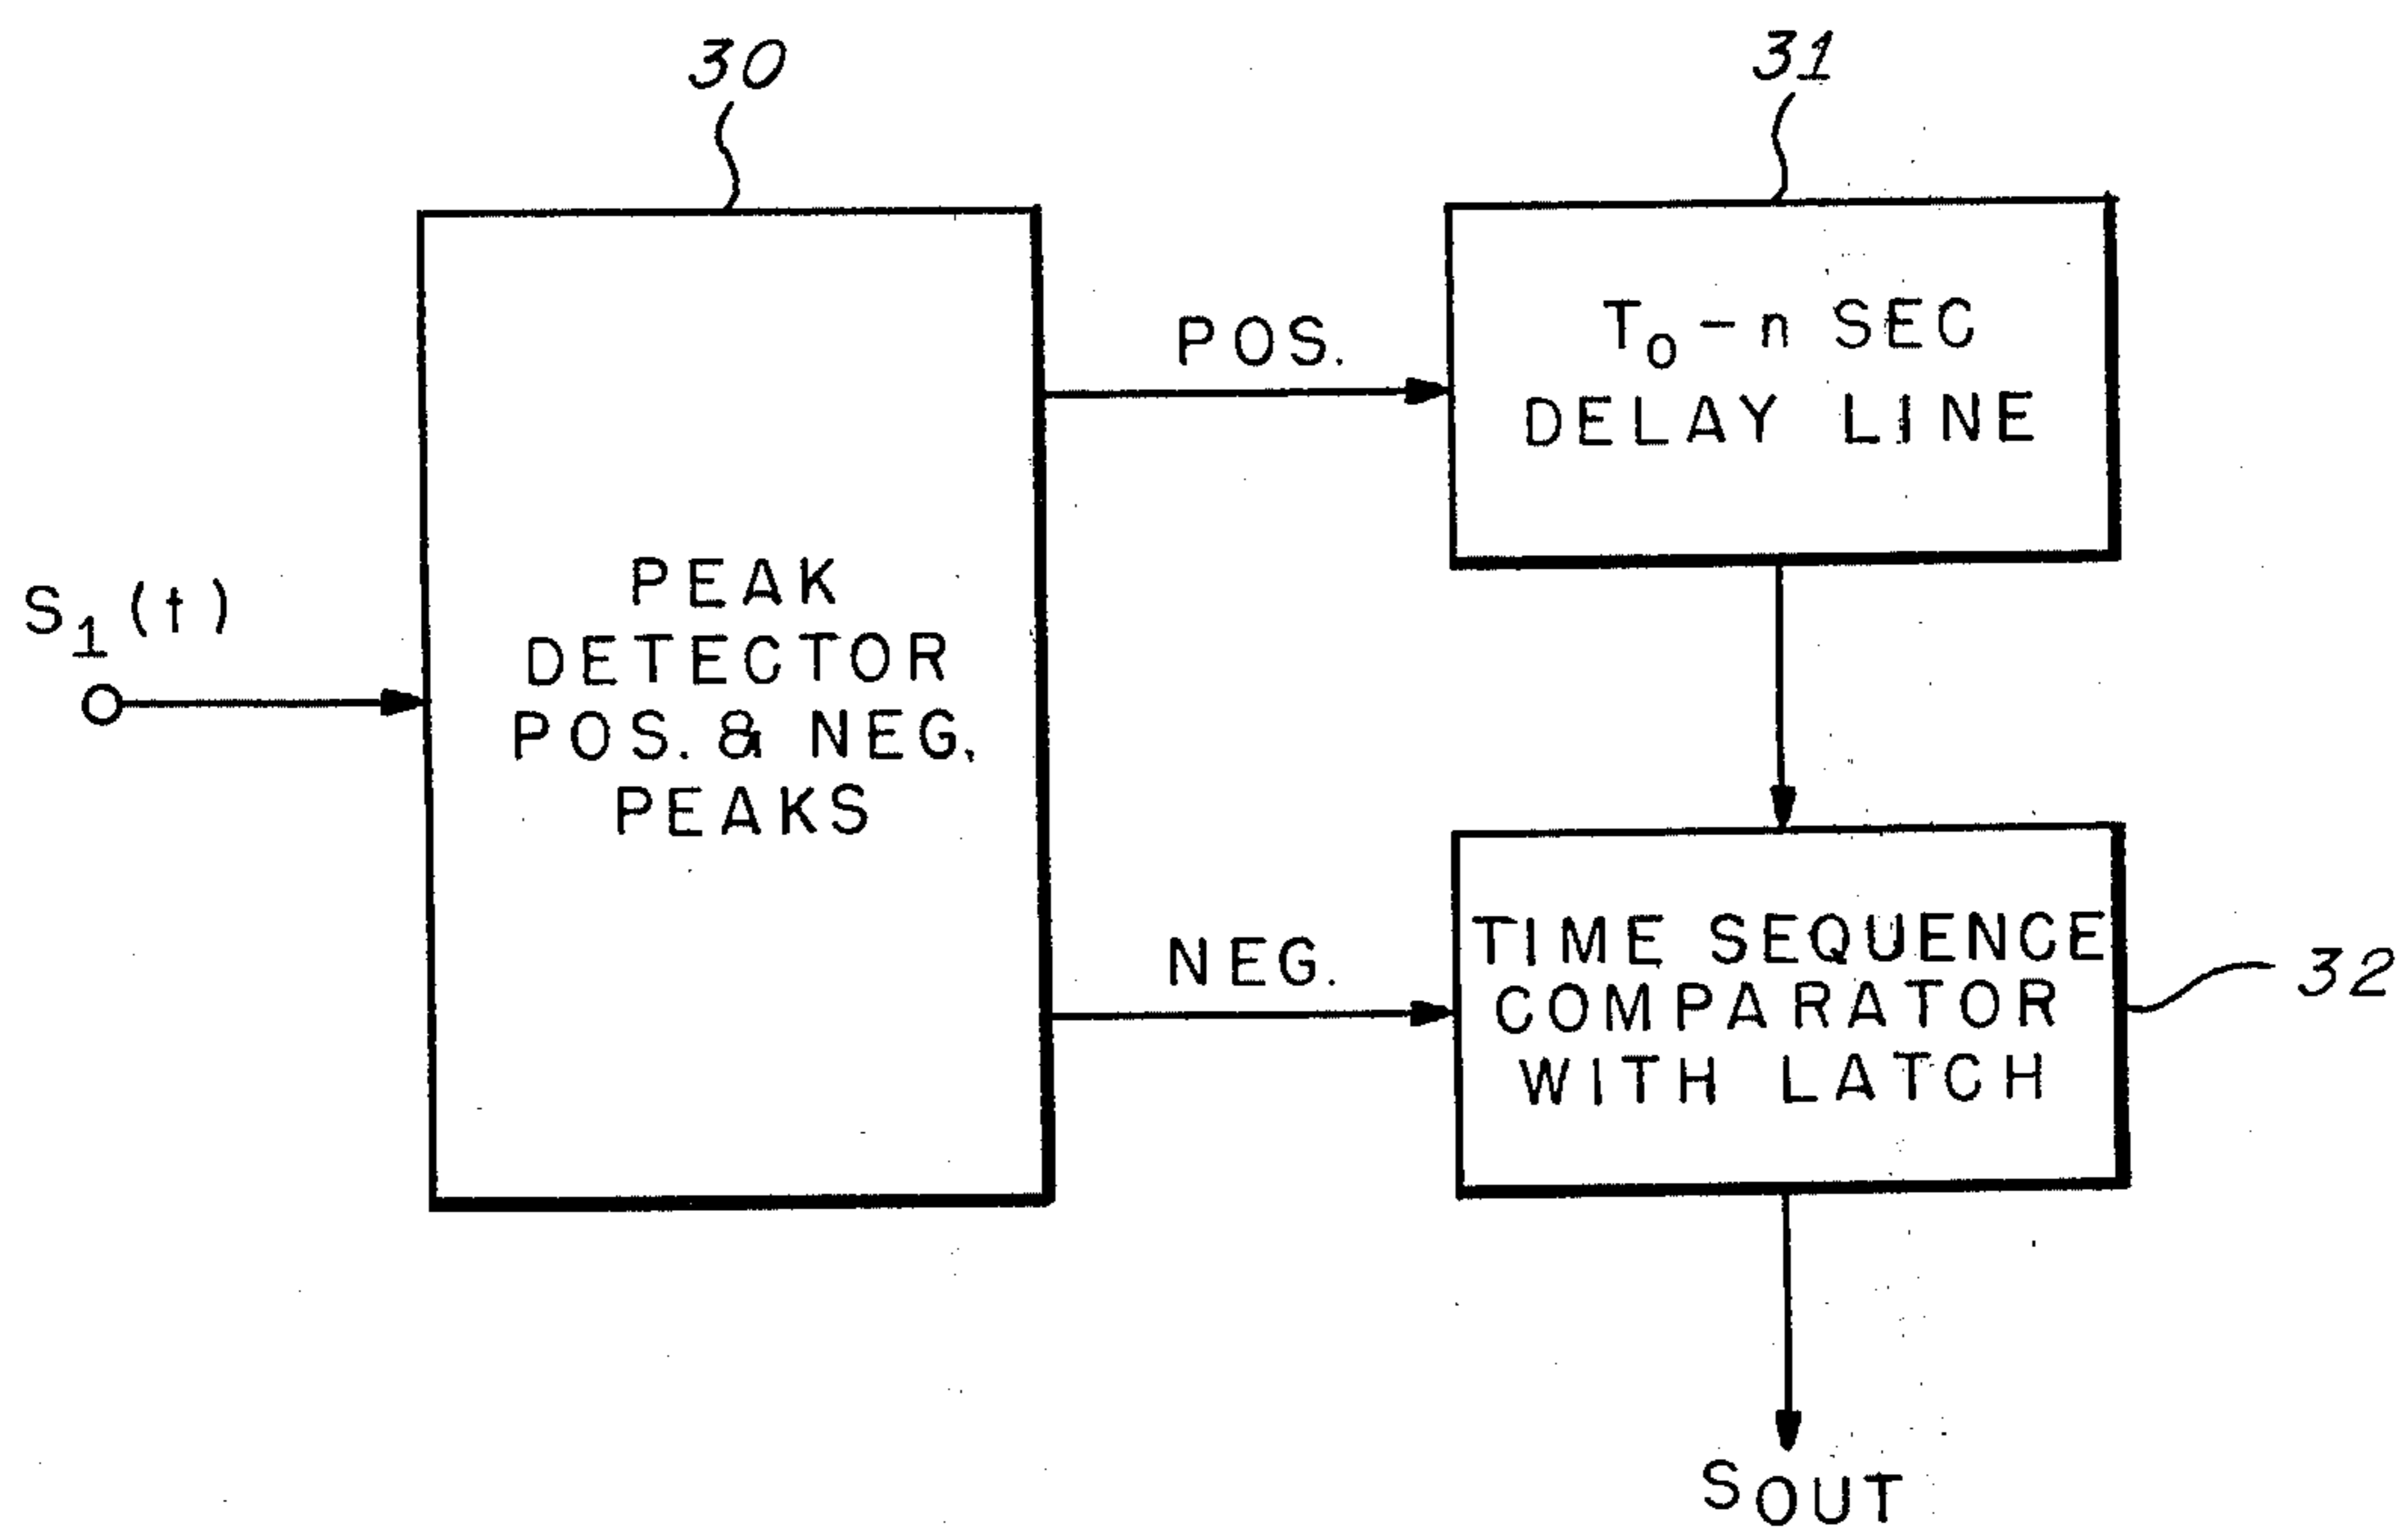 30
31
POS.
T₀-n SEC
DELAY LINE
S₁(t)
PEAK
DETECTOR
POS. & NEG.
PEAKS
NEG.
TIME SEQUENCE
COMPARATOR
WITH LATCH
32
SOUT